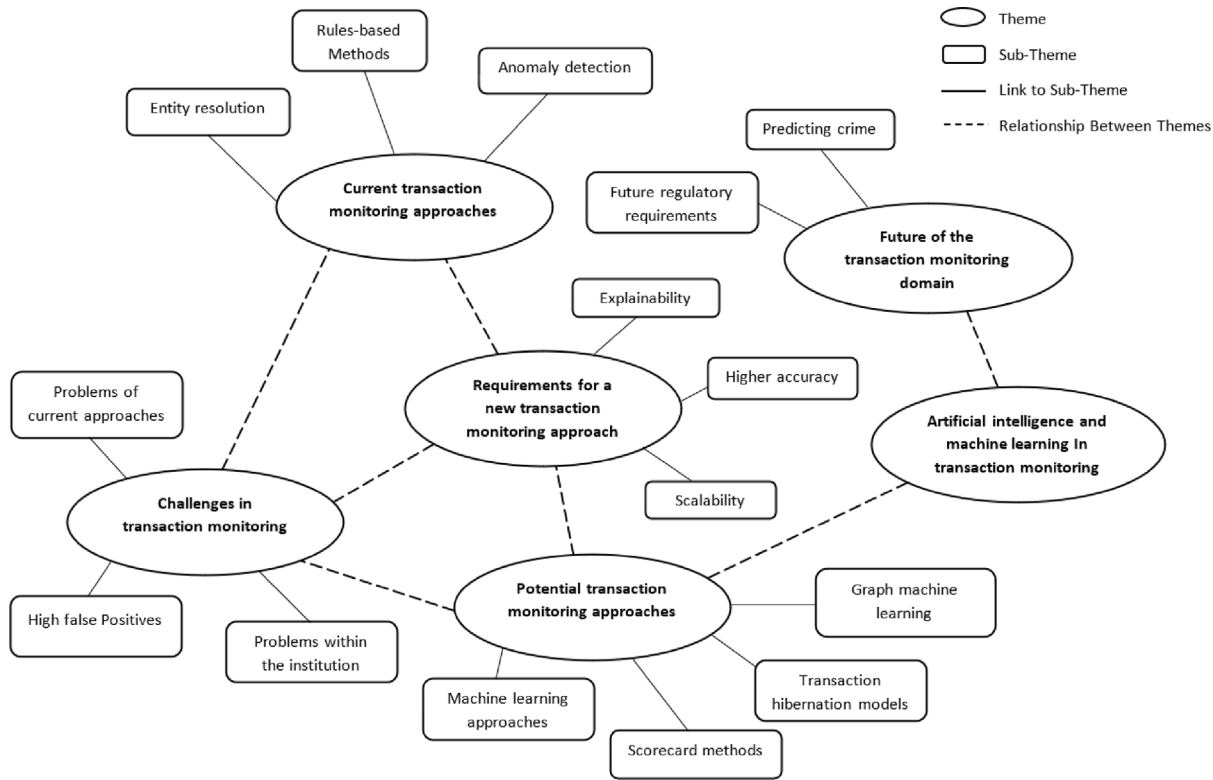 Rules-based
Methods
Anomaly detection
Entity resolution
Current transaction
monitoring approaches
Theme
Sub-Theme
Link to Sub-Theme
Relationship Between Themes
Predicting crime
Future regulatory
requirements
Future of the
transaction monitoring
domain
Explainability
Higher accuracy
Requirements for a
new transaction
monitoring approach
Scalability
Artificial intelligence and
machine learning In
transaction monitoring
Problems of
current approaches
Challenges in
transaction monitoring
High false Positives
Problems within
the institution
Potential transaction
monitoring approaches
Graph machine
learning
Transaction
hibernation models
Machine learning
approaches
Scorecard methods